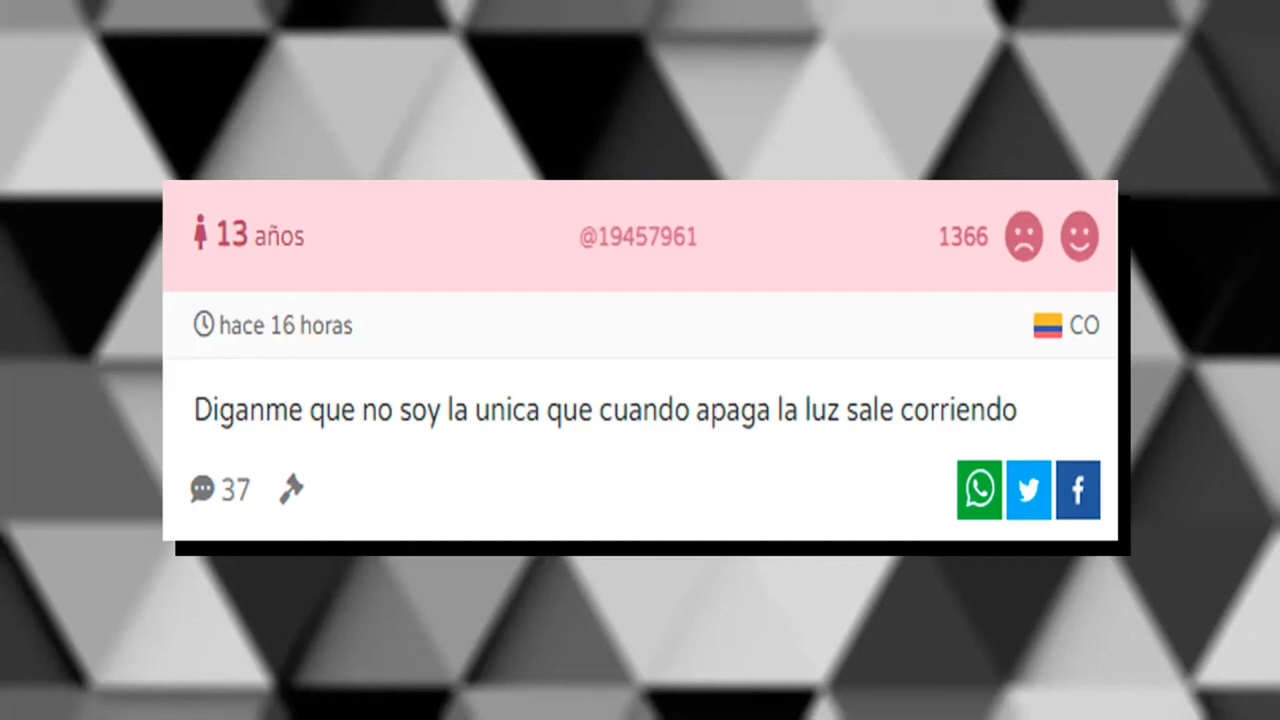 13 años @19457961 1366
hace 16 horas CO
Diganme que no soy la unica que cuando apaga la luz sale corriendo
37